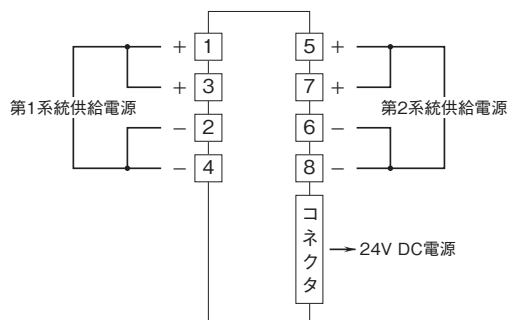 + 1 5 +
+ 3 7 +
第1系統供給電源 第2系統供給電源
− 2 6 −
− 4 8 −
コネクタ
24V DC電源